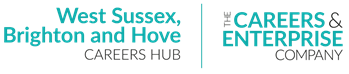 West Sussex,
Brighton and Hove
CAREERS HUB
THE CAREERS &
ENTERPRISE
COMPANY